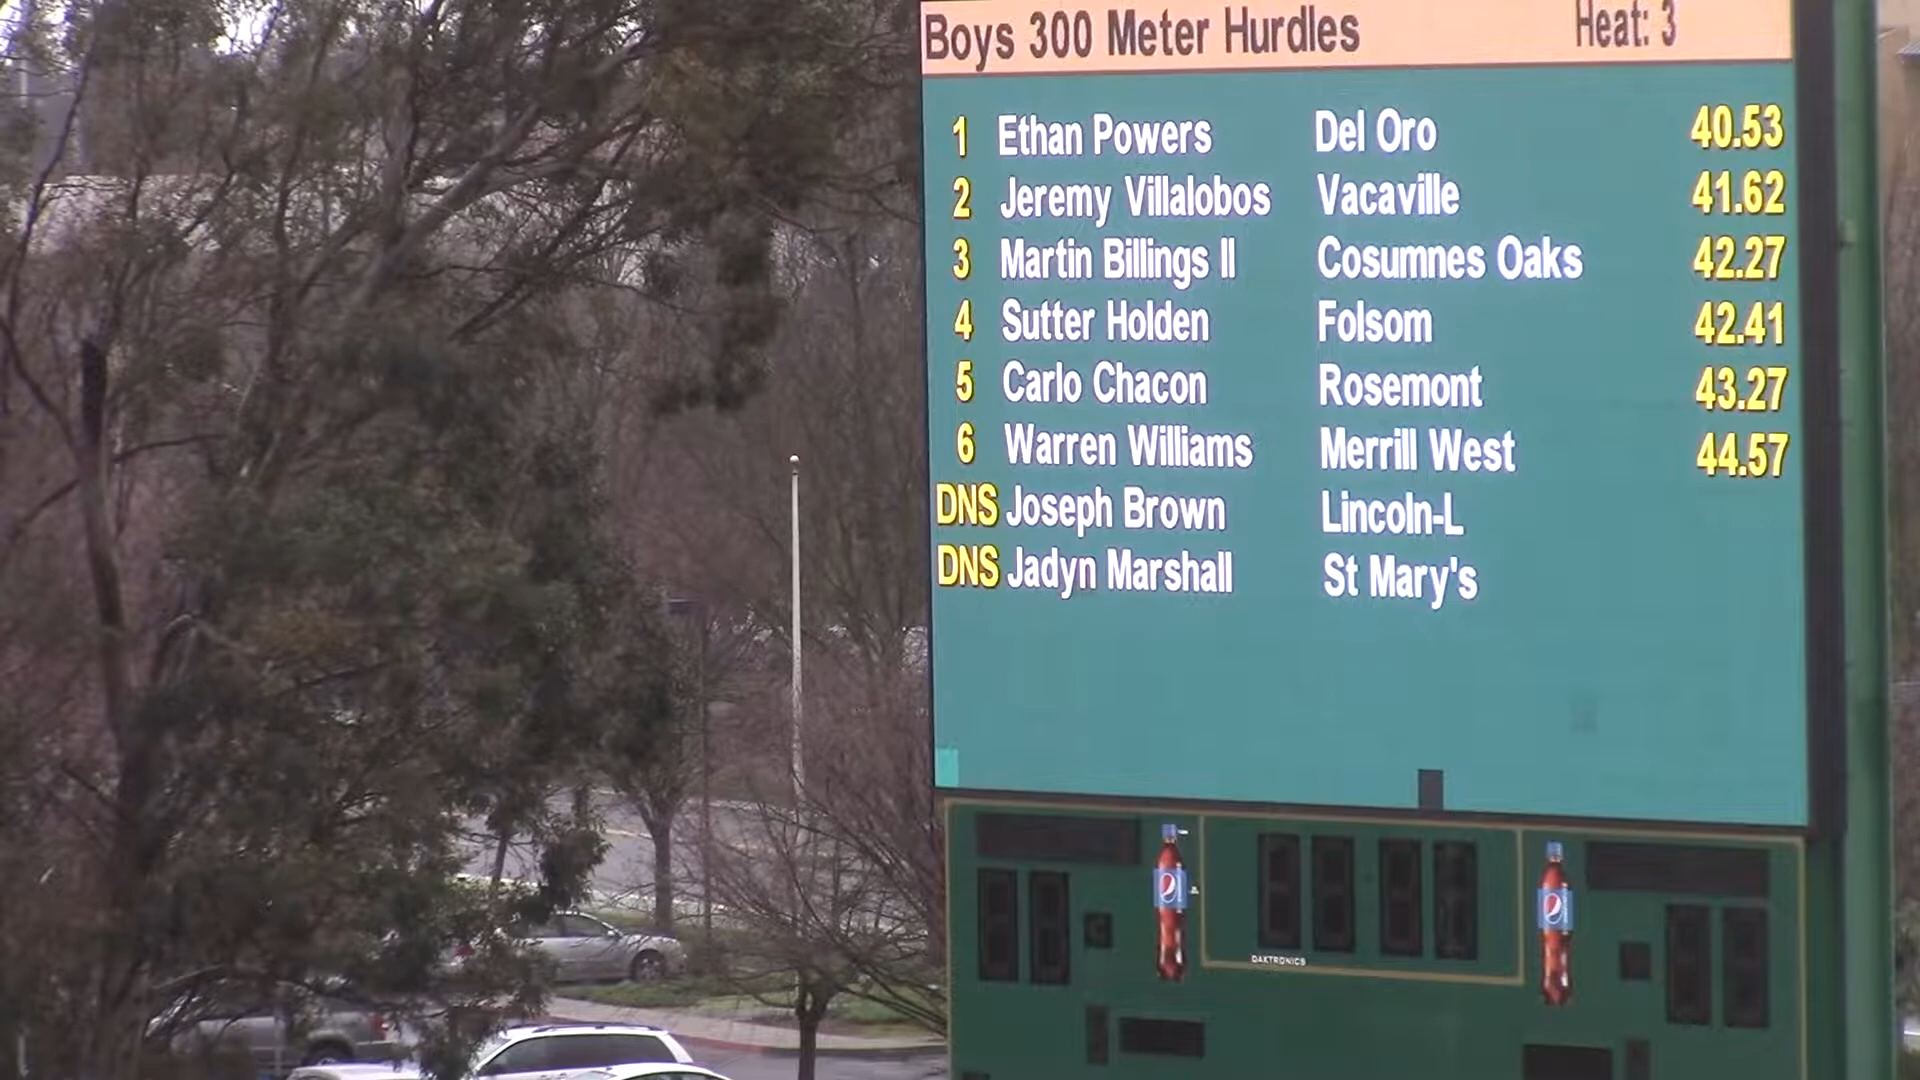 Boys 300 Meter Hurdles Heat: 3
1 Ethan Powers Del Oro 40.53
2 Jeremy Villalobos Vacaville 41.62
3 Martin Billings II Cosumnes Oaks 42.27
4 Sutter Holden Folsom 42.41
5 Carlo Chacon Rosemont 43.27
6 Warren Williams Merrill West 44.57
DNS Joseph Brown Lincoln-L
DNS Jadyn Marshall St Mary's
DAKTRONICS